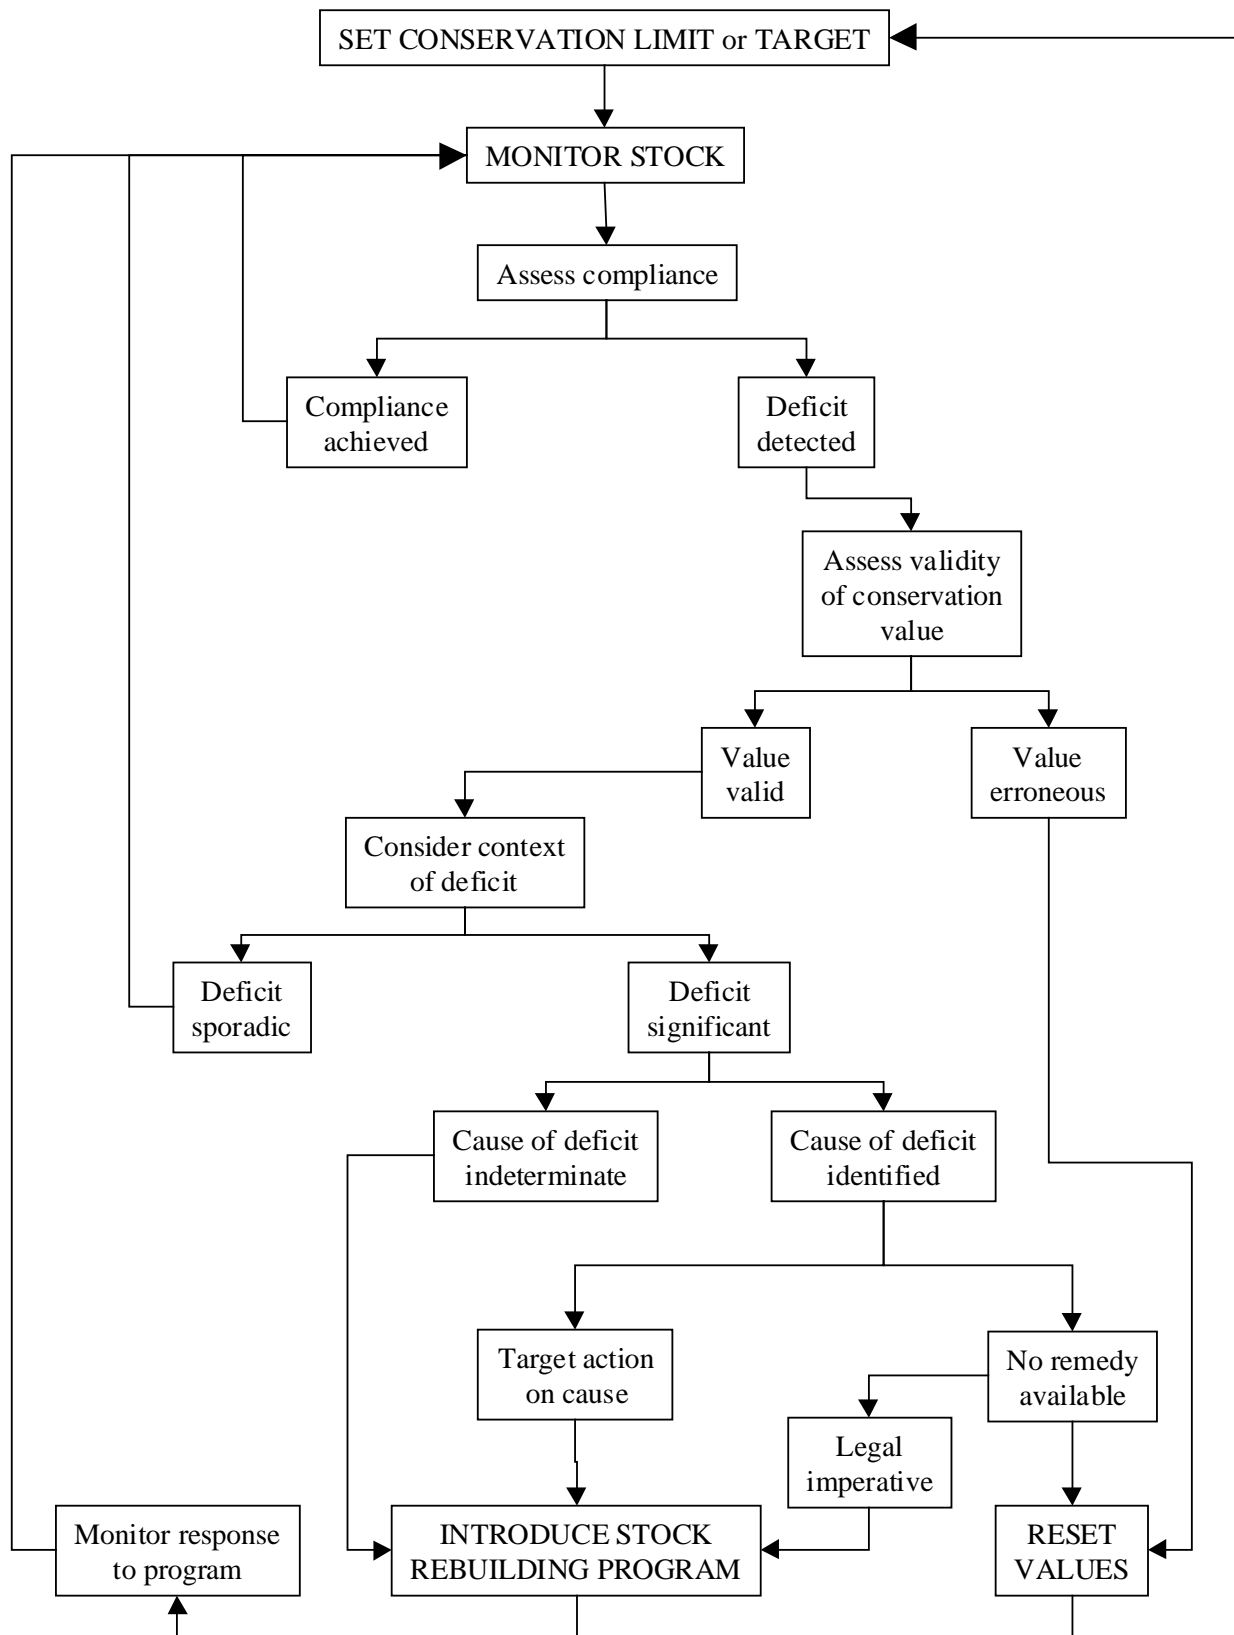 SET CONSERVATION LIMIT or TARGET
MONITOR STOCK
Assess compliance
Compliance
achieved
Deficit
detected
Assess validity
of conservation
value
Value
valid
Value
erroneous
Consider context
of deficit
Deficit
sporadic
Deficit
significant
Cause of deficit
indeterminate
Cause of deficit
identified
Target action
on cause
No remedy
available
Legal
imperative
Monitor response
to program
INTRODUCE STOCK
REBUILDING PROGRAM
RESET
VALUES